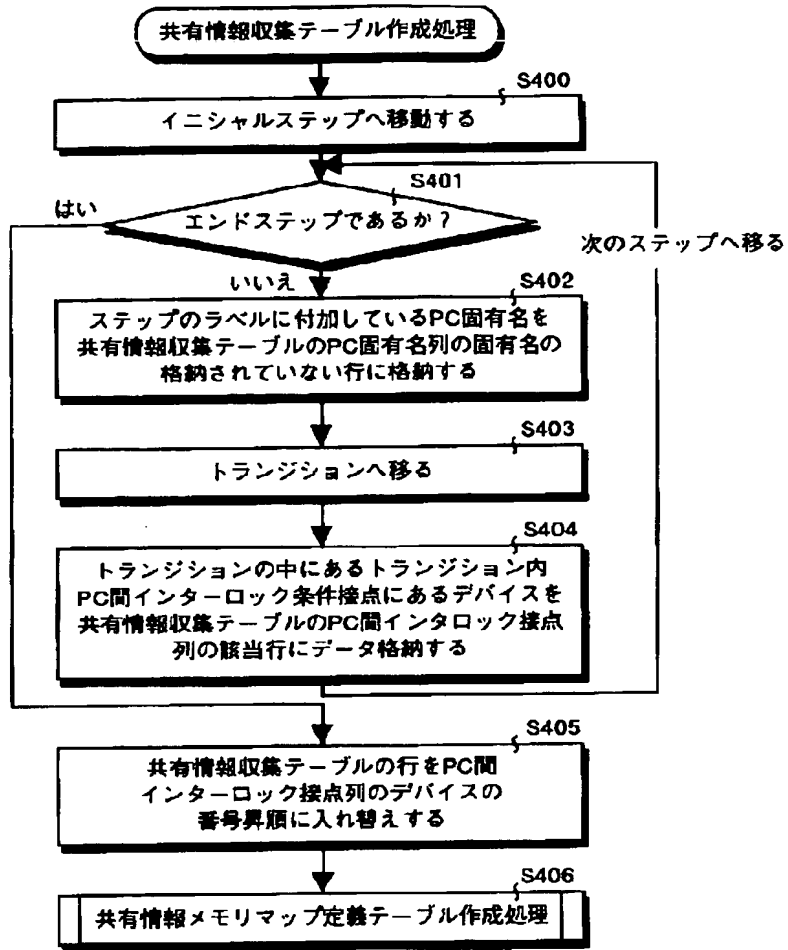 共有情報収集テーブル作成処理
S400
イニシャルステップへ移動する
S401
はい
エンドステップであるか？
次のステップへ移る
いいえ
S402
ステップのラベルに付加しているPC固有名を
共有情報収集テーブルのPC固有名列の固有名の
格納されていない行に格納する
S403
トランジションへ移る
S404
トランジションの中にあるトランジション内
PC間インターロック条件接点にあるデバイスを
共有情報収集テーブルのPC間インタロック接点
列の該当行にデータ格納する
S405
共有情報収集テーブルの行をPC間
インターロック接点列のデバイスの
番号昇順に入れ替えする
S406
共有情報メモリマップ定義テーブル作成処理